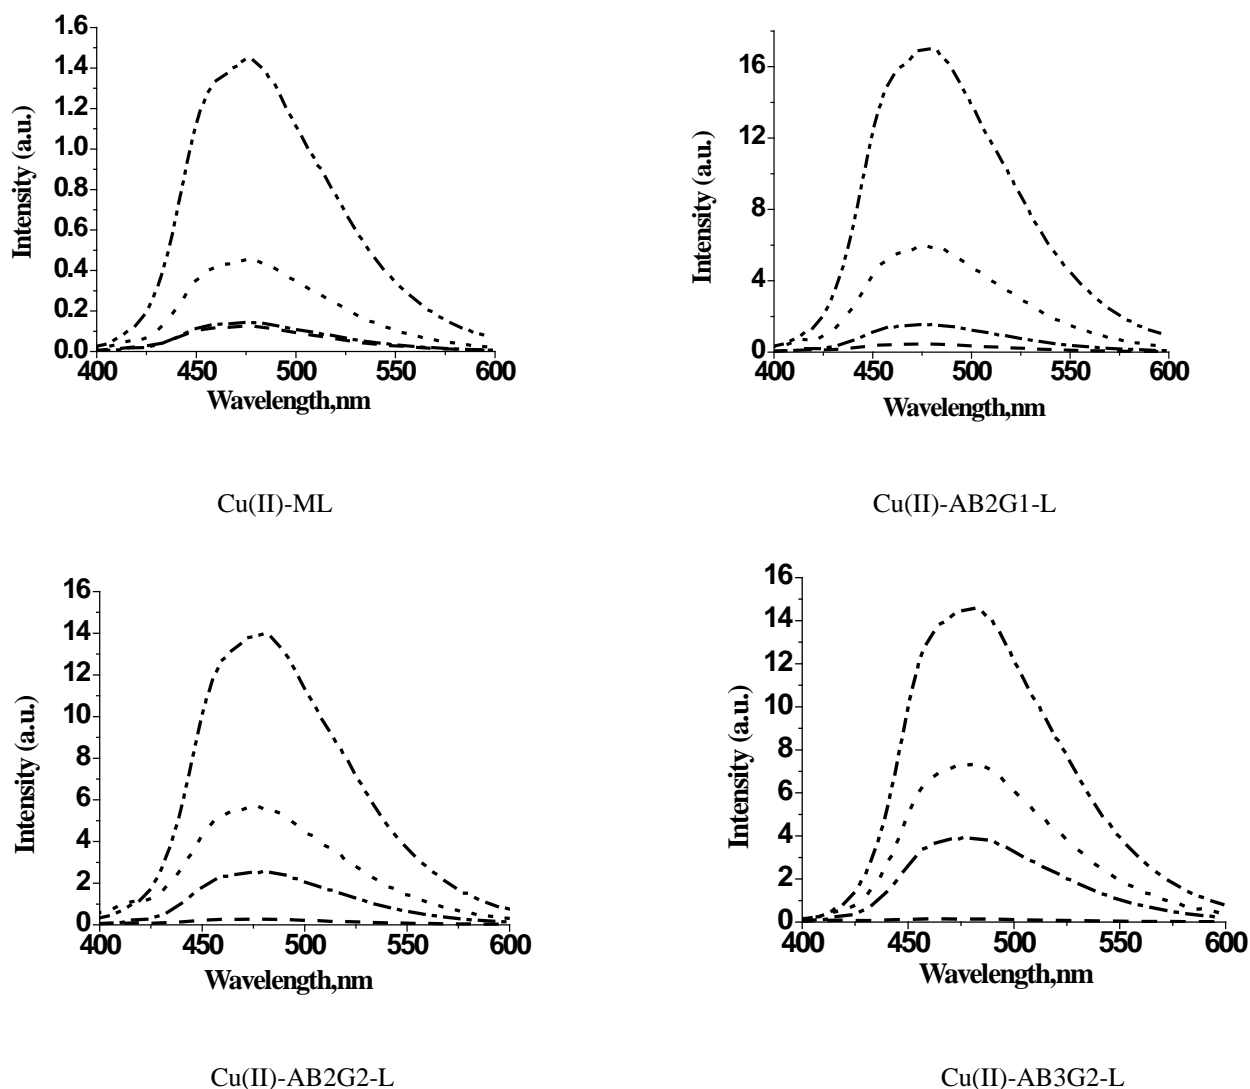 1.6
1.4
1.2
1.0
0.8
0.6
0.4
0.2
0.0
400 450 500 550 600
Intensity (a.u.)
Wavelength,nm
Cu(II)-ML
16
12
8
4
0
400 450 500 550 600
Intensity (a.u.)
Wavelength,nm
Cu(II)-AB2G1-L
16
14
12
10
8
6
4
2
0
400 450 500 550 600
Intensity (a.u.)
Wavelength,nm
Cu(II)-AB2G2-L
16
14
12
10
8
6
4
2
0
400 450 500 550 600
Intensity (a.u.)
Wavelength,nm
Cu(II)-AB3G2-L